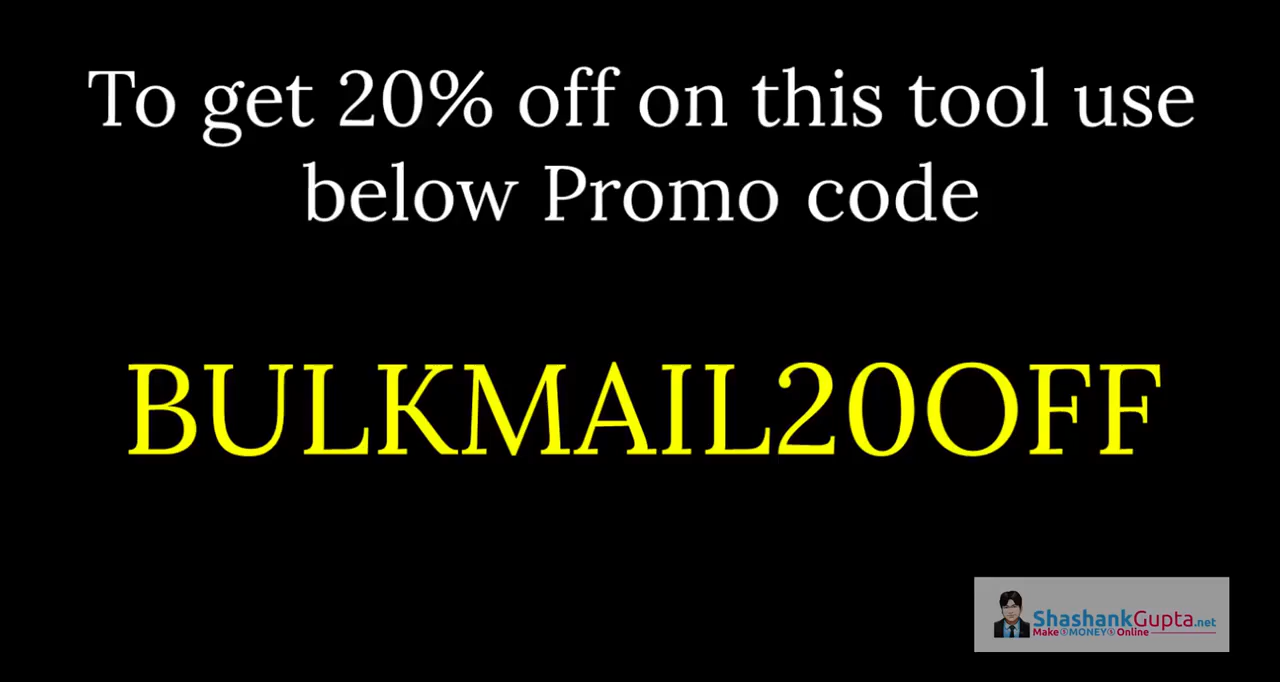 To get 20% off on this tool use
below Promo code
BULKMAIL20OFF
ShashankGupta.net
Make $MONEY$ Online